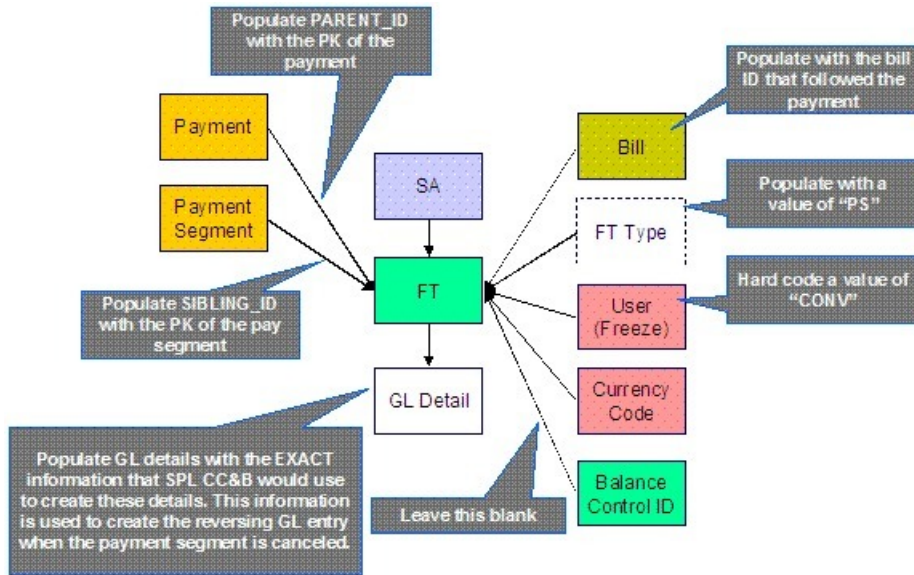 Populate PARENT_ID
with the PK of the
payment
Populate with the bill
ID that followed the
payment
Payment
Bill
SA
Populate with a
value of “PS”
Payment
Segment
FT Type
FT
Hard code a value of
“CONV”
Populate SIBLING_ID
with the PK of the pay
segment
User
(Freeze)
GL Detail
Currency
Code
Populate GL details with the EXACT
information that SPL CC&B would use
to create these details. This information
is used to create the reversing GL entry
when the payment segment is canceled.
Leave this blank
Balance
Control ID